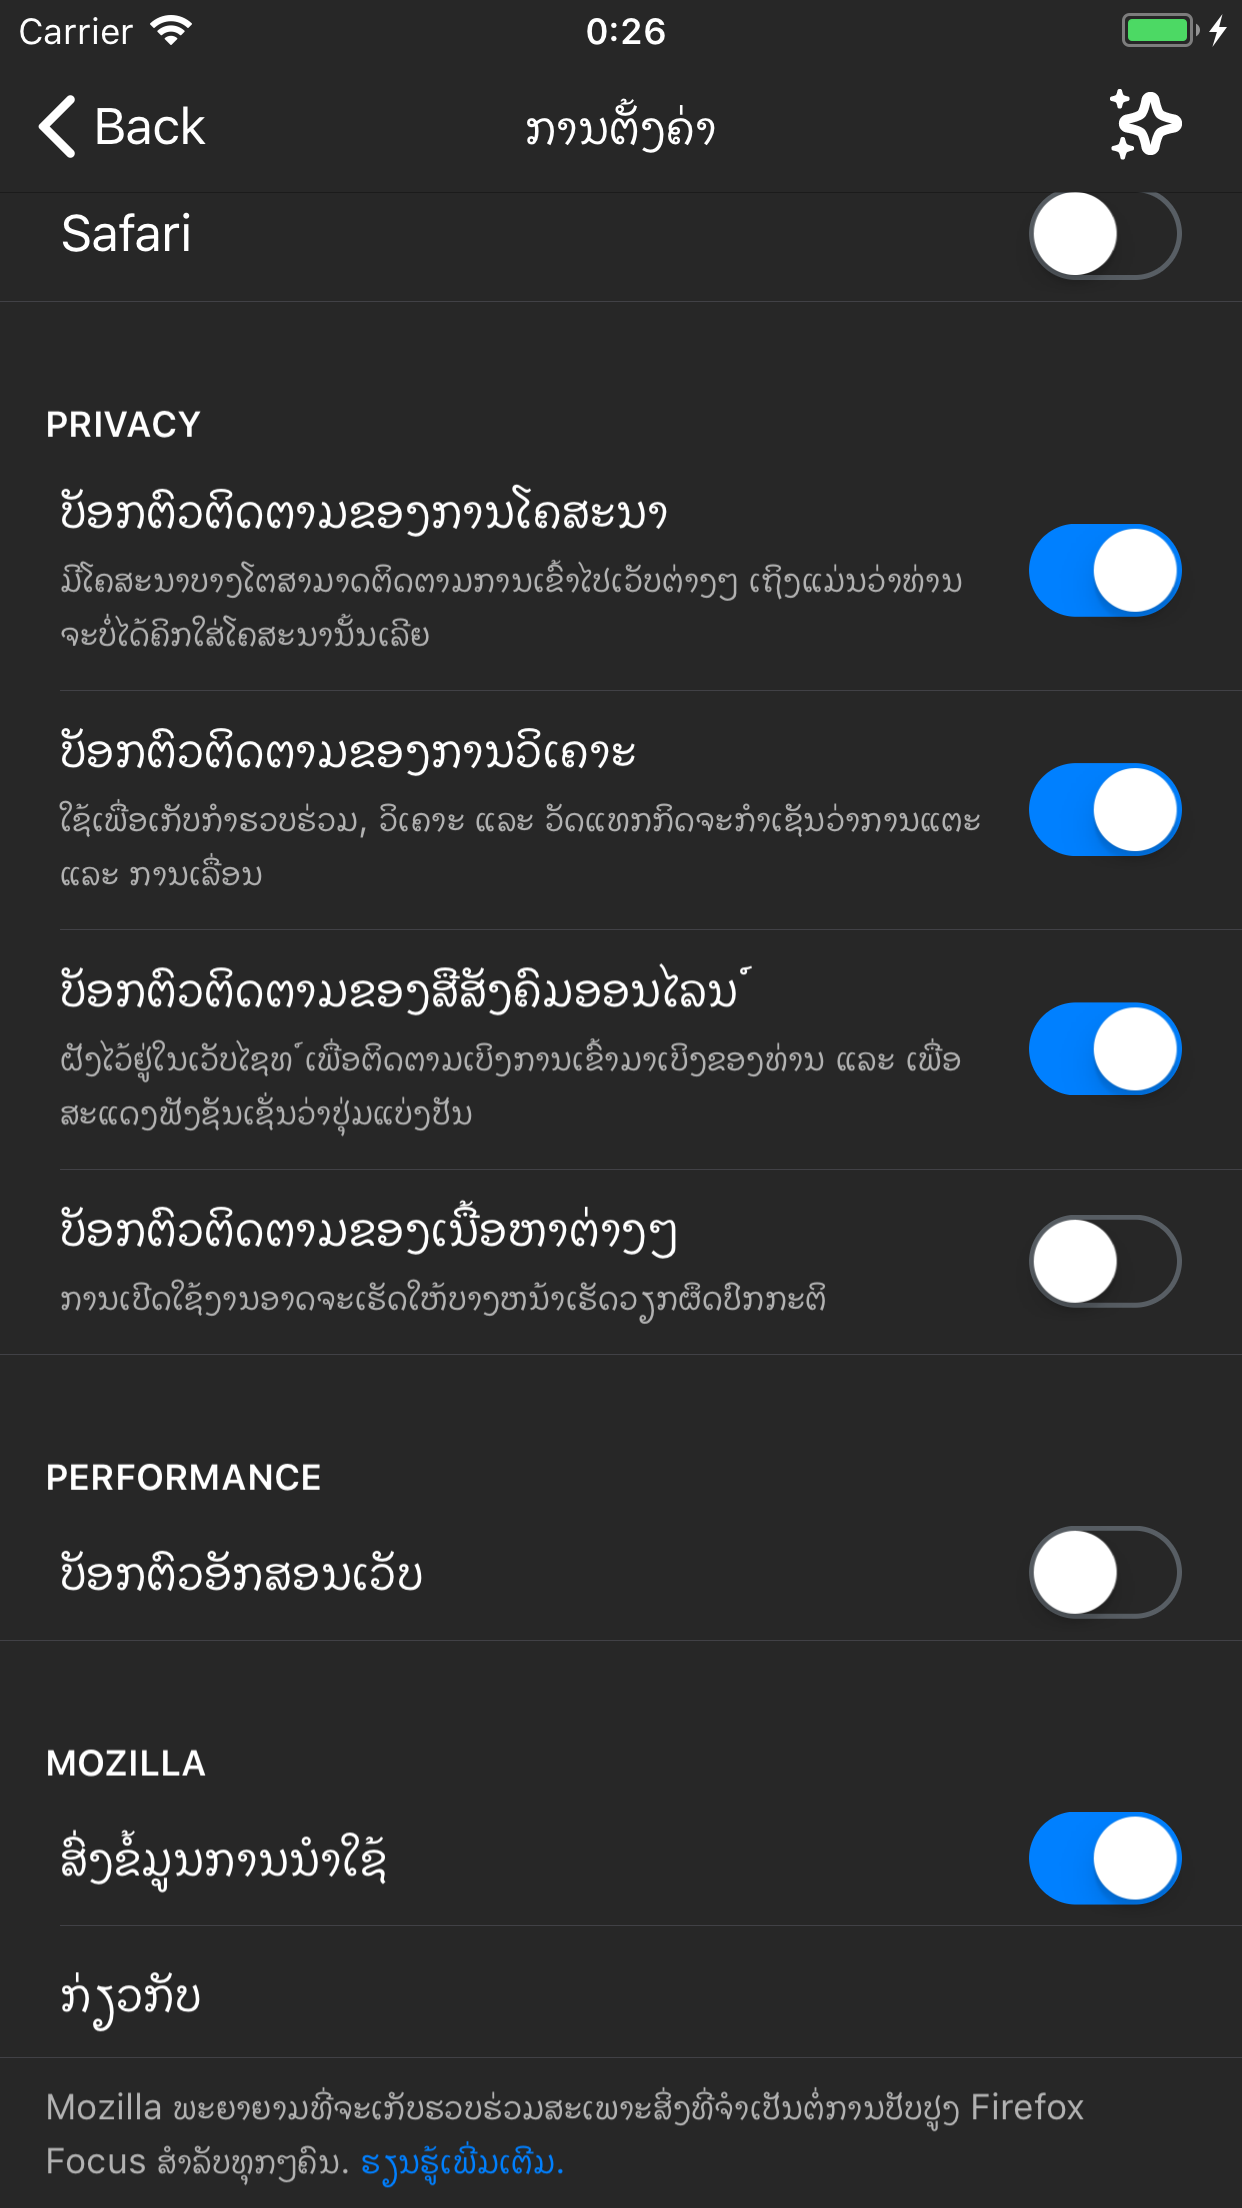 Carrier
0:26
Back
ການຕັ້ງຄ່າ
Safari
PRIVACY
ບັອກຕົວຕິດຕາມຂອງການໂຄສະນາ
ມີໂຄສະນາບາງໂຕສາມາດຕິດຕາມການເຂົ້າໄປເວັບຕ່າງໆ ເຖິງແມ່ນວ່າທ່ານ
ຈະບໍ່ໄດ້ຄິກໃສ່ໂຄສະນານັ້ນເລີຍ
ບັອກຕົວຕິດຕາມຂອງການວິເຄາະ
ໃຊ້ເພື່ອເກັບກຳຮວບຮ່ວມ, ວິເຄາະ ແລະ ວັດແທກກິດຈະກຳເຊັນວ່າການແຕະ
ແລະ ການເລື່ອນ
ບັອກຕົວຕິດຕາມຂອງສືສັງຄົມອອນໄລນ໌
ຝັງໄວ້ຢູ່ໃນເວັບໄຊທ໌ເພື່ອຕິດຕາມເບິງການເຂົ້າມາເບິງຂອງທ່ານ ແລະ ເພື່ອ
ສະແດງຟັງຊັນເຊັ່ນວ່າປຸ່ມແບ່ງປັນ
ບັອກຕົວຕິດຕາມຂອງເນື້ອຫາຕ່າງໆ
ການເປີດໃຊ້ງານອາດຈະເຮັດໃຫ້ບາງຫນ້າເຮັດວຽກຜິດປົກກະຕິ
PERFORMANCE
ບັອກຕົວອັກສອນເວັບ
MOZILLA
ສົ່ງຂໍ້ມູນການນຳໃຊ້
ກ່ຽວກັບ
Mozilla ພະຍາຍາມທີ່ຈະເກັບຮວບຮ່ວມສະເພາະສິ່ງທີ່ຈຳເປັນຕໍ່ການປັບປູງ Firefox
Focus ສຳລັບທຸກໆຄົນ. ຮຽນຮູ້ເພີ່ມເຕີມ.